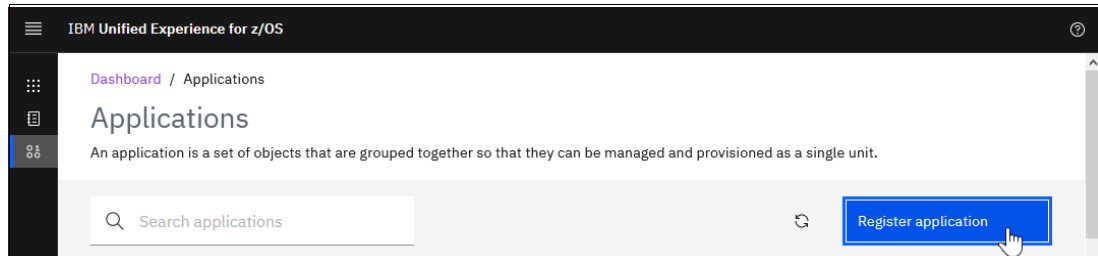 IBM Unified Experience for z/OS
Dashboard / Applications
Applications
An application is a set of objects that are grouped together so that they can be managed and provisioned as a single unit.
Search applications
Register application